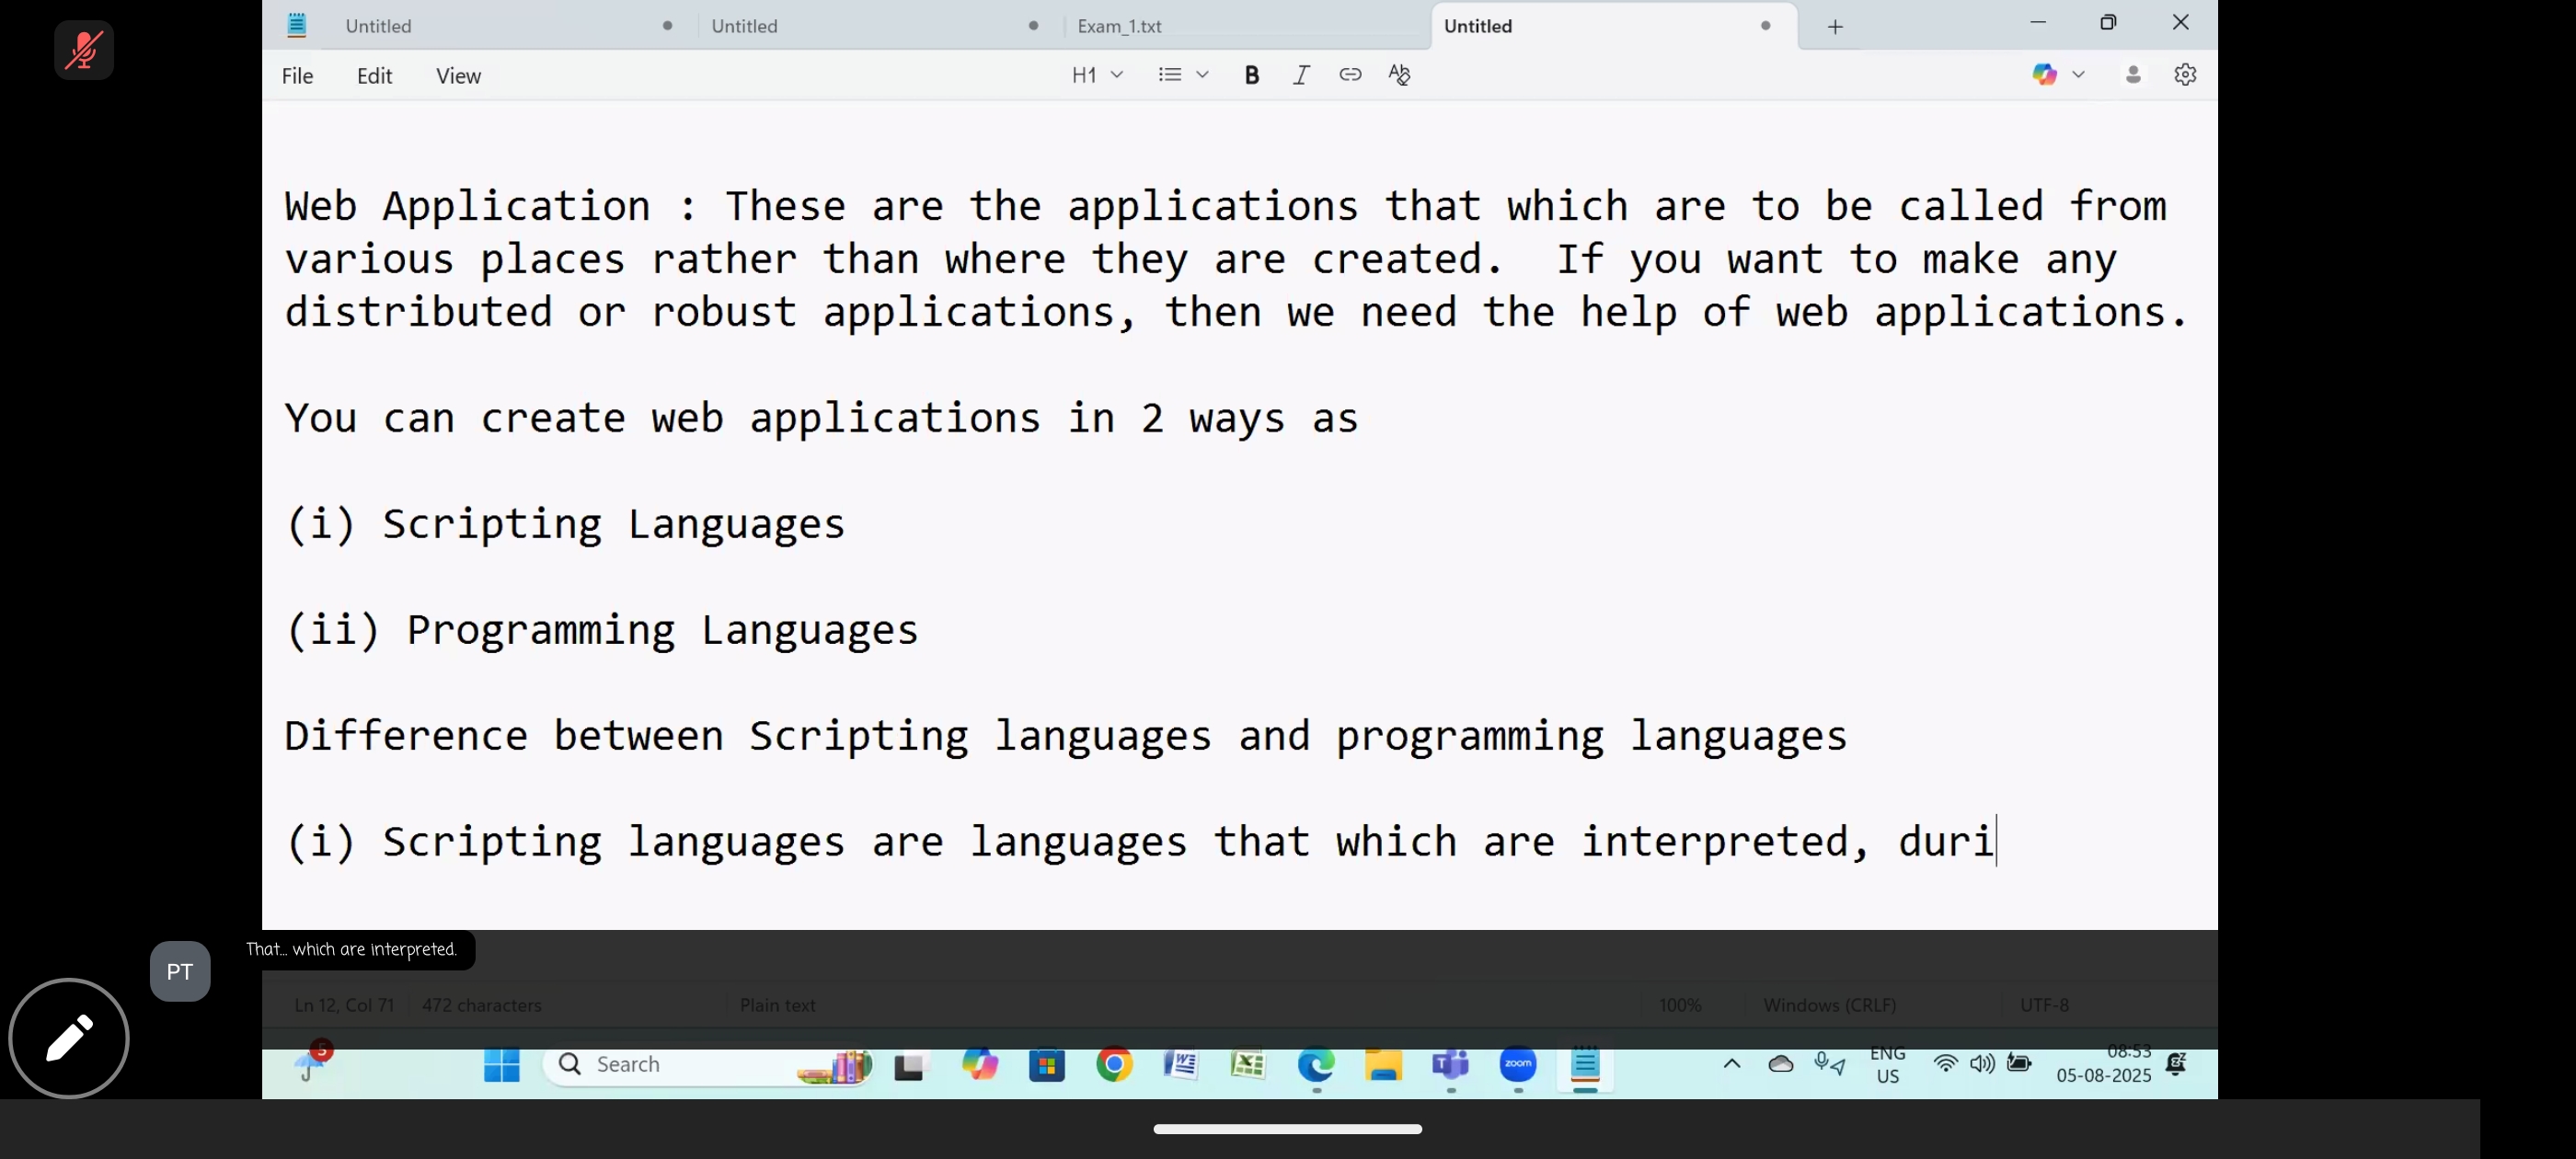 Untitled
Untitled
Exam_1.txt
Untitled
File Edit View
H1
B I
Web Application : These are the applications that which are to be called from
various places rather than where they are created.  If you want to make any
distributed or robust applications, then we need the help of web applications.
You can create web applications in 2 ways as
(i) Scripting Languages
(ii) Programming Languages
Difference between Scripting languages and programming languages
(i) Scripting languages are languages that which are interpreted, duri
That... which are interpreted.
PT
Ln 12, Col 71 472 characters Plain text 100% Windows (CRLF) UTF-8
5
Search
zoom
ENG
US
08:53
05-08-2025